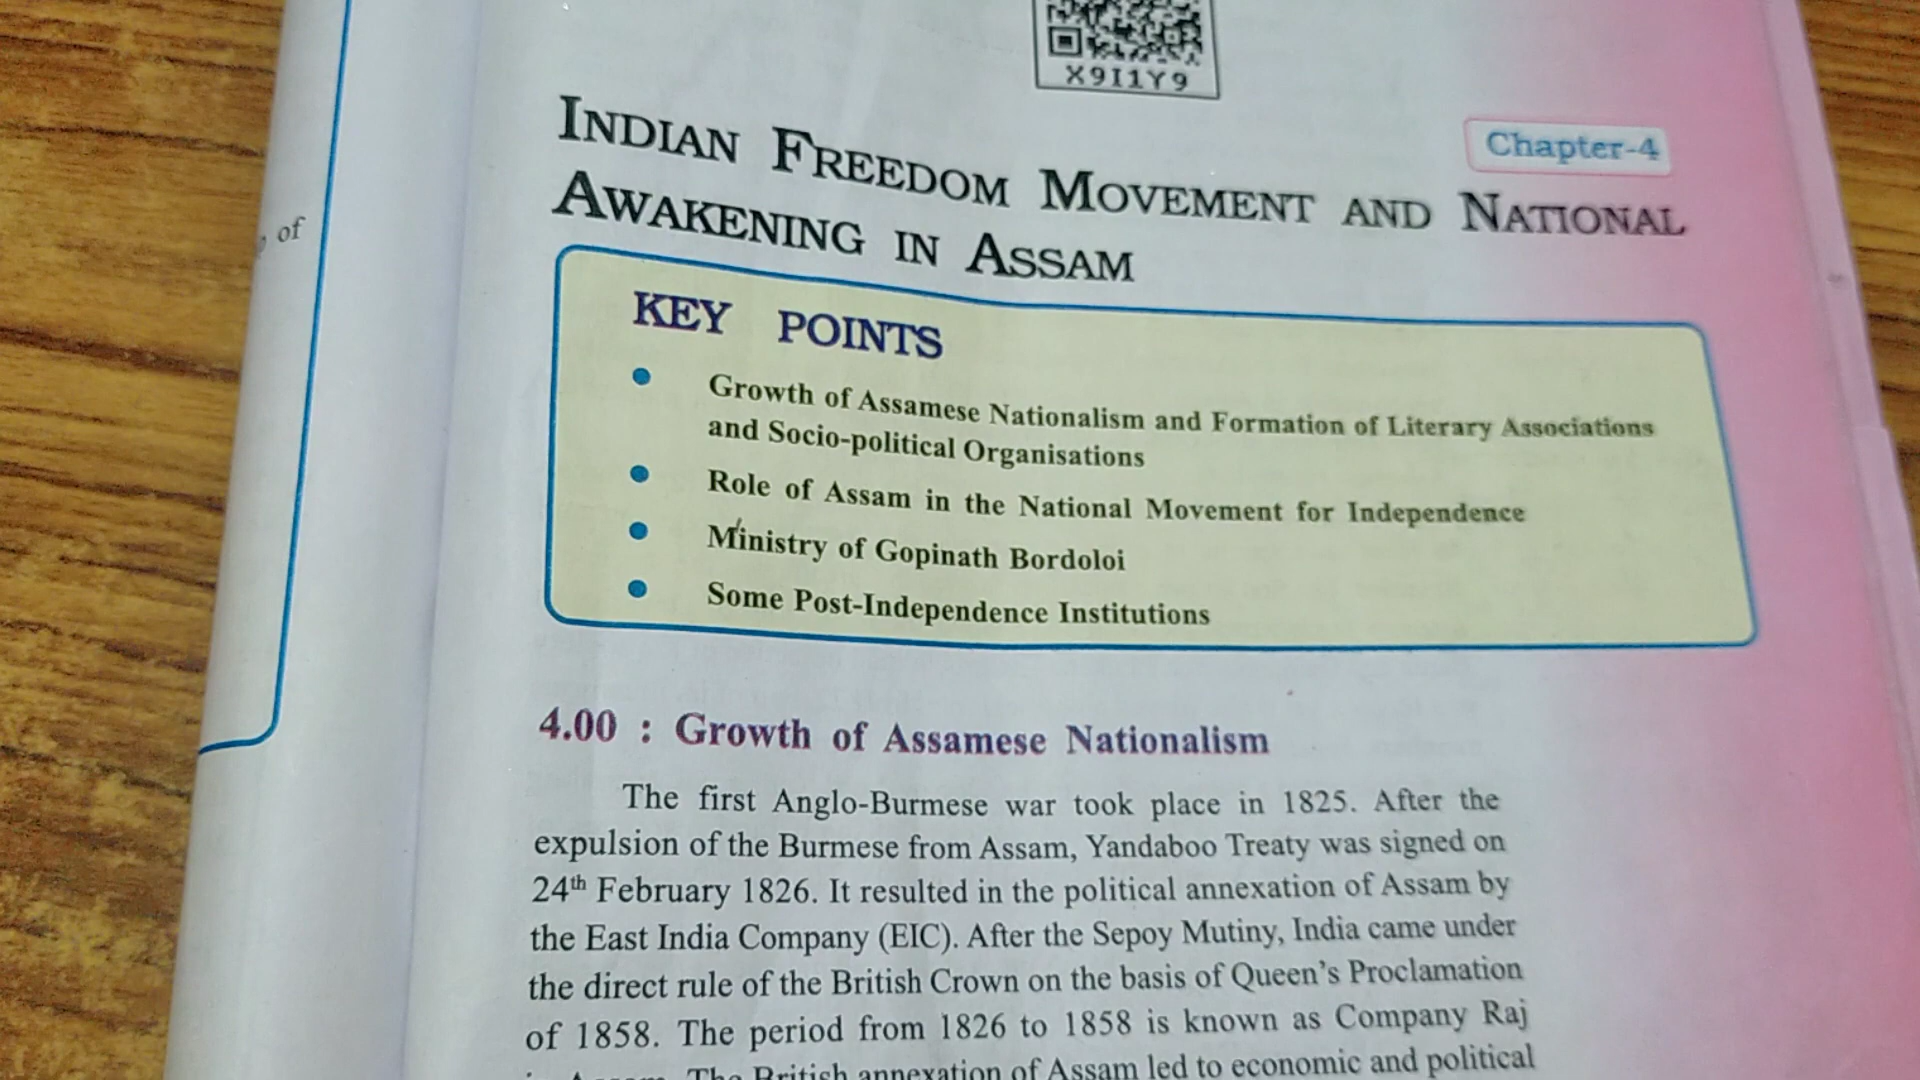 X9I1Y9
Chapter-4
INDIAN FREEDOM MOVEMENT AND NATIONAL
AWAKENING IN ASSAM
KEY POINTS
● Growth of Assamese Nationalism and Formation of Literary Associations
and Socio-political Organisations
● Role of Assam in the National Movement for Independence
● Ministry of Gopinath Bordoloi
● Some Post-Independence Institutions
4.00 : Growth of Assamese Nationalism
The first Anglo-Burmese war took place in 1825. After the
expulsion of the Burmese from Assam, Yandaboo Treaty was signed on
24th February 1826. It resulted in the political annexation of Assam by
the East India Company (EIC). After the Sepoy Mutiny, India came under
the direct rule of the British Crown on the basis of Queen's Proclamation
of 1858. The period from 1826 to 1858 is known as Company Raj
The British annexation of Assam led to economic and political
of